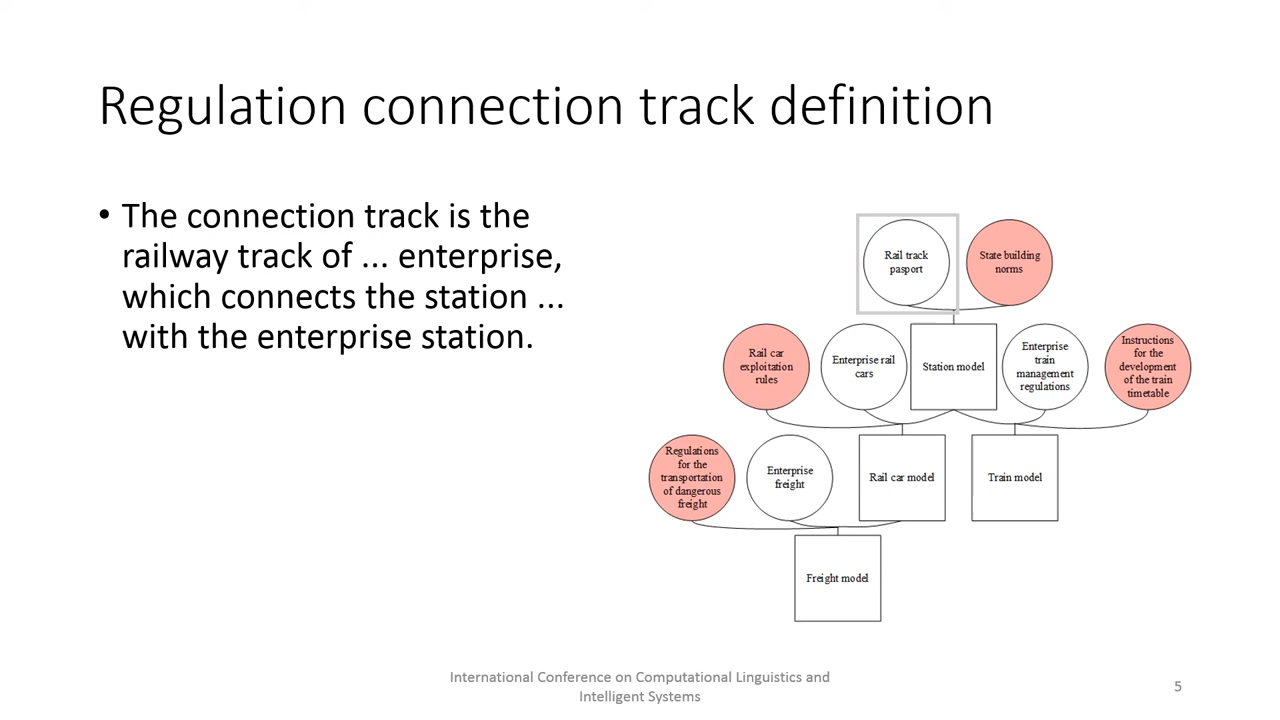 Regulation connection track definition
• The connection track is the
railway track of ... enterprise,
which connects the station ...
with the enterprise station.
Rail track
pasport
State building
norms
Rail car
exploitation
rules
Enterprise rail
cars
Station model
Enterprise
train
management
regulations
Instructions
for the
development
of the train
timetable
Regulations
for the
transportation
of dangerous
freight
Enterprise
freight
Rail car model
Train model
Freight model
International Conference on Computational Linguistics and
Intelligent Systems
5